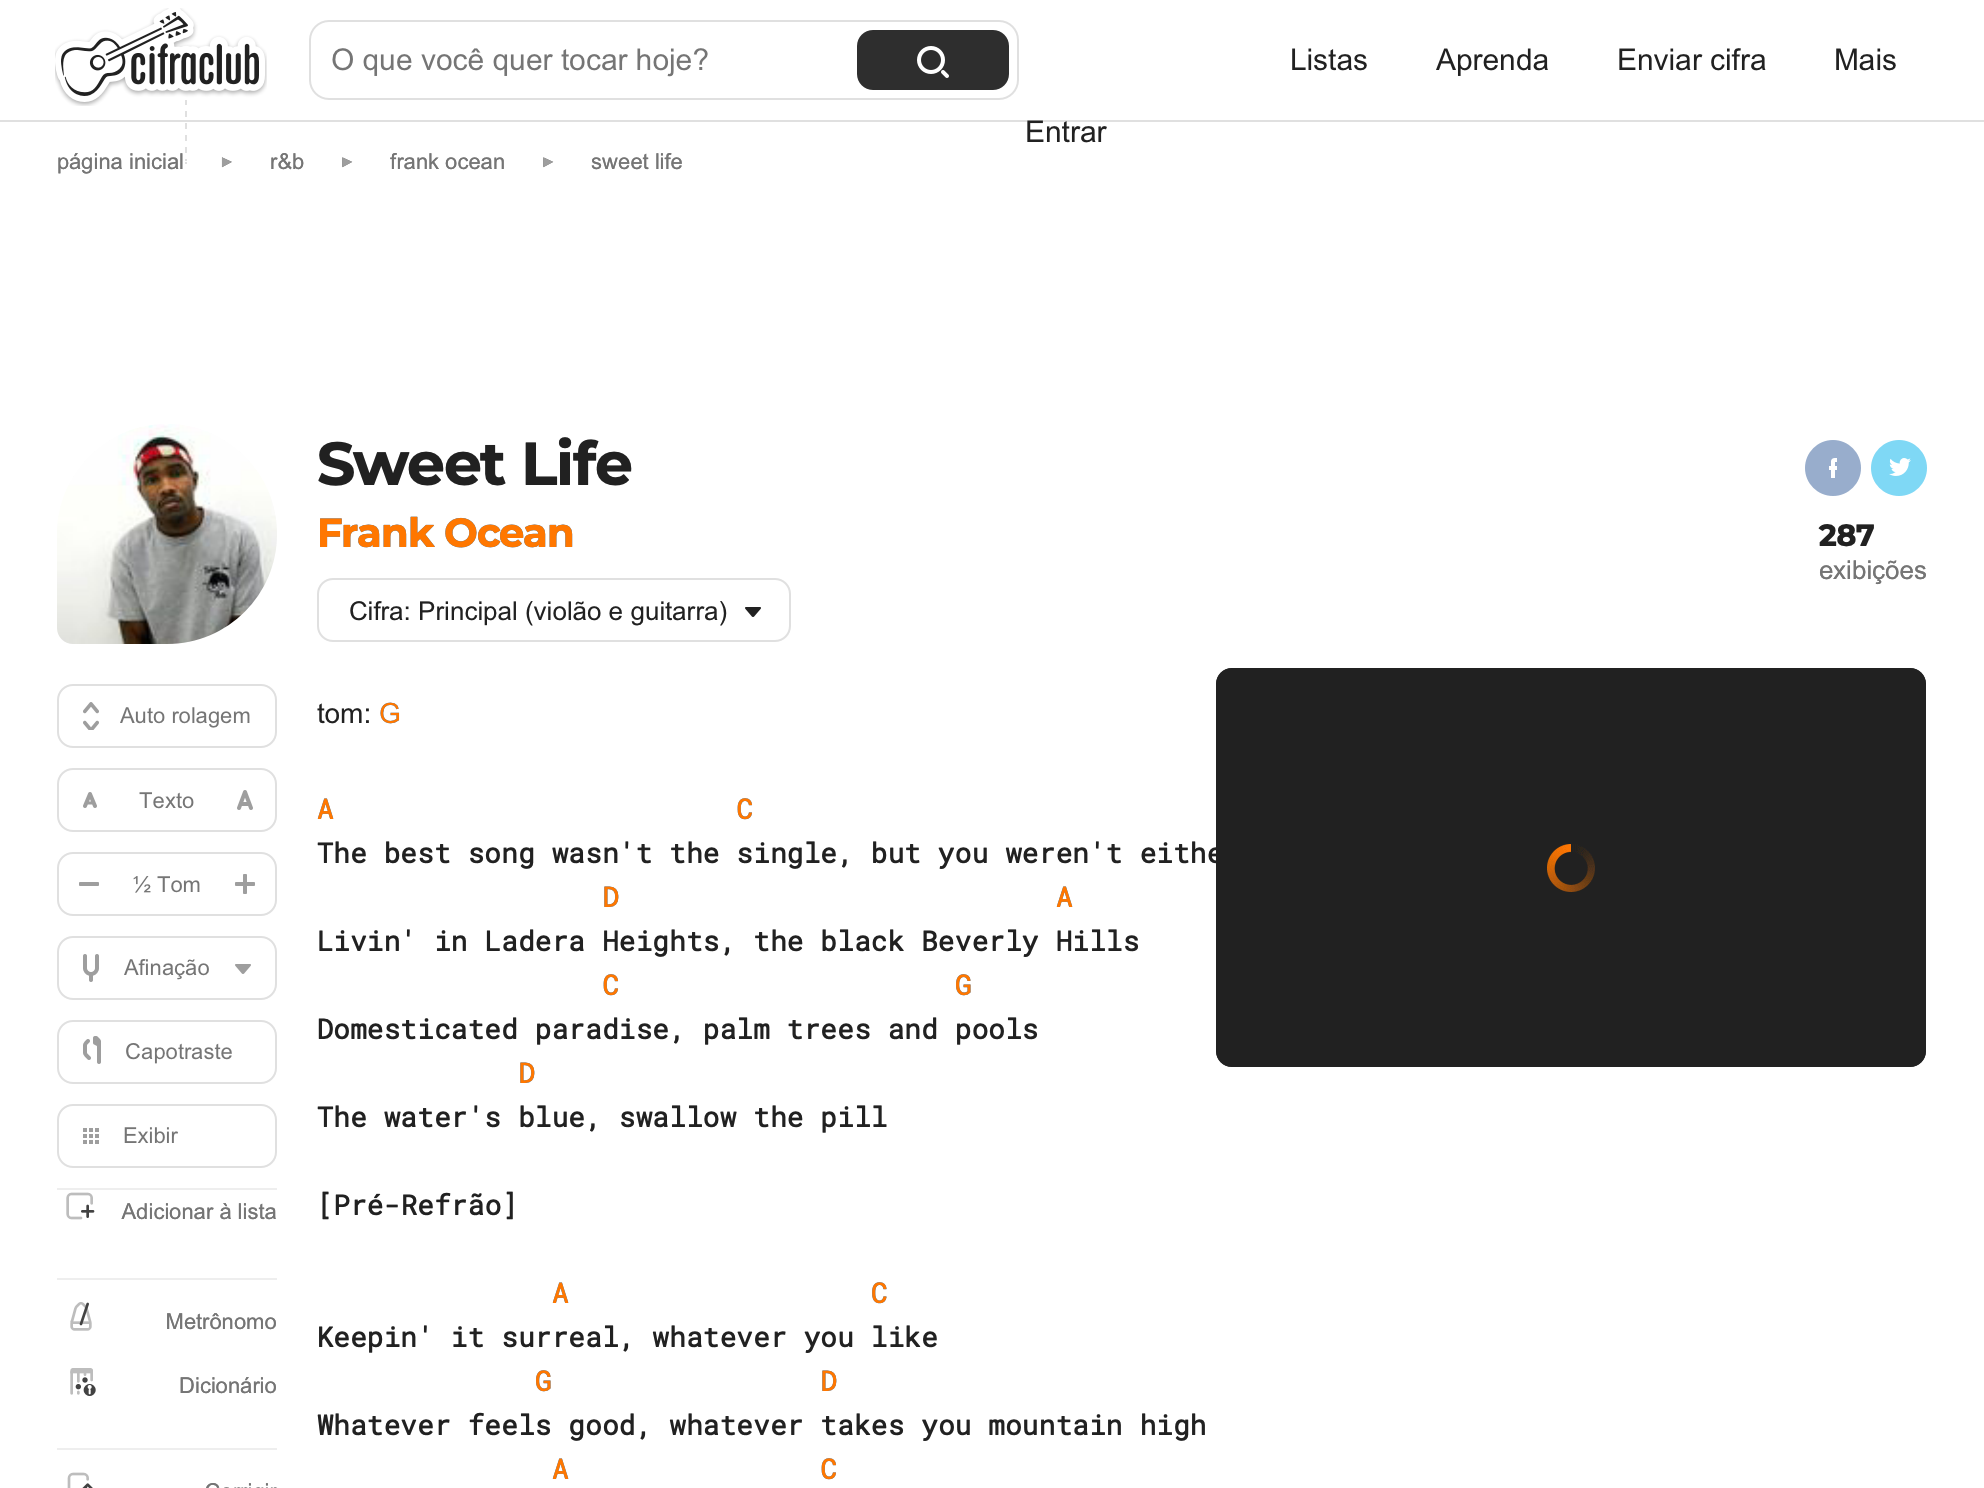 cifraclub
O que você quer tocar hoje?
Listas Aprenda Enviar cifra Mais
Entrar
página inicial ▸ r&b ▸ frank ocean ▸ sweet life
Sweet Life
Frank Ocean
Cifra: Principal (violão e guitarra)
287
exibições
Auto rolagem
A Texto A
½ Tom
Afinação
Capotraste
Exibir
Adicionar à lista
Metrônomo
Dicionário
tom: G
A C
The best song wasn't the single, but you weren't eithe
D A
Livin' in Ladera Heights, the black Beverly Hills
C G
Domesticated paradise, palm trees and pools
D
The water's blue, swallow the pill
[Pré-Refrão]
A C
Keepin' it surreal, whatever you like
G D
Whatever feels good, whatever takes you mountain high
A C